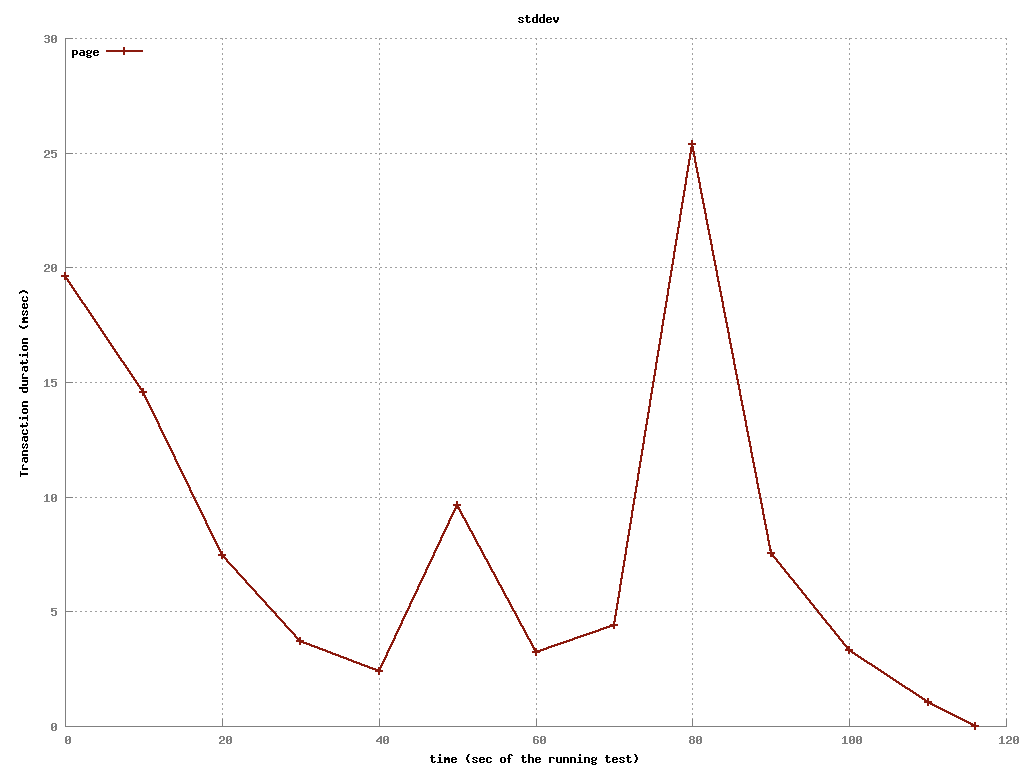 stddev
30
page
25
20
15
10
5
0
0 20 40 60 80 100 120
Transaction duration (msec)
time (sec of the running test)